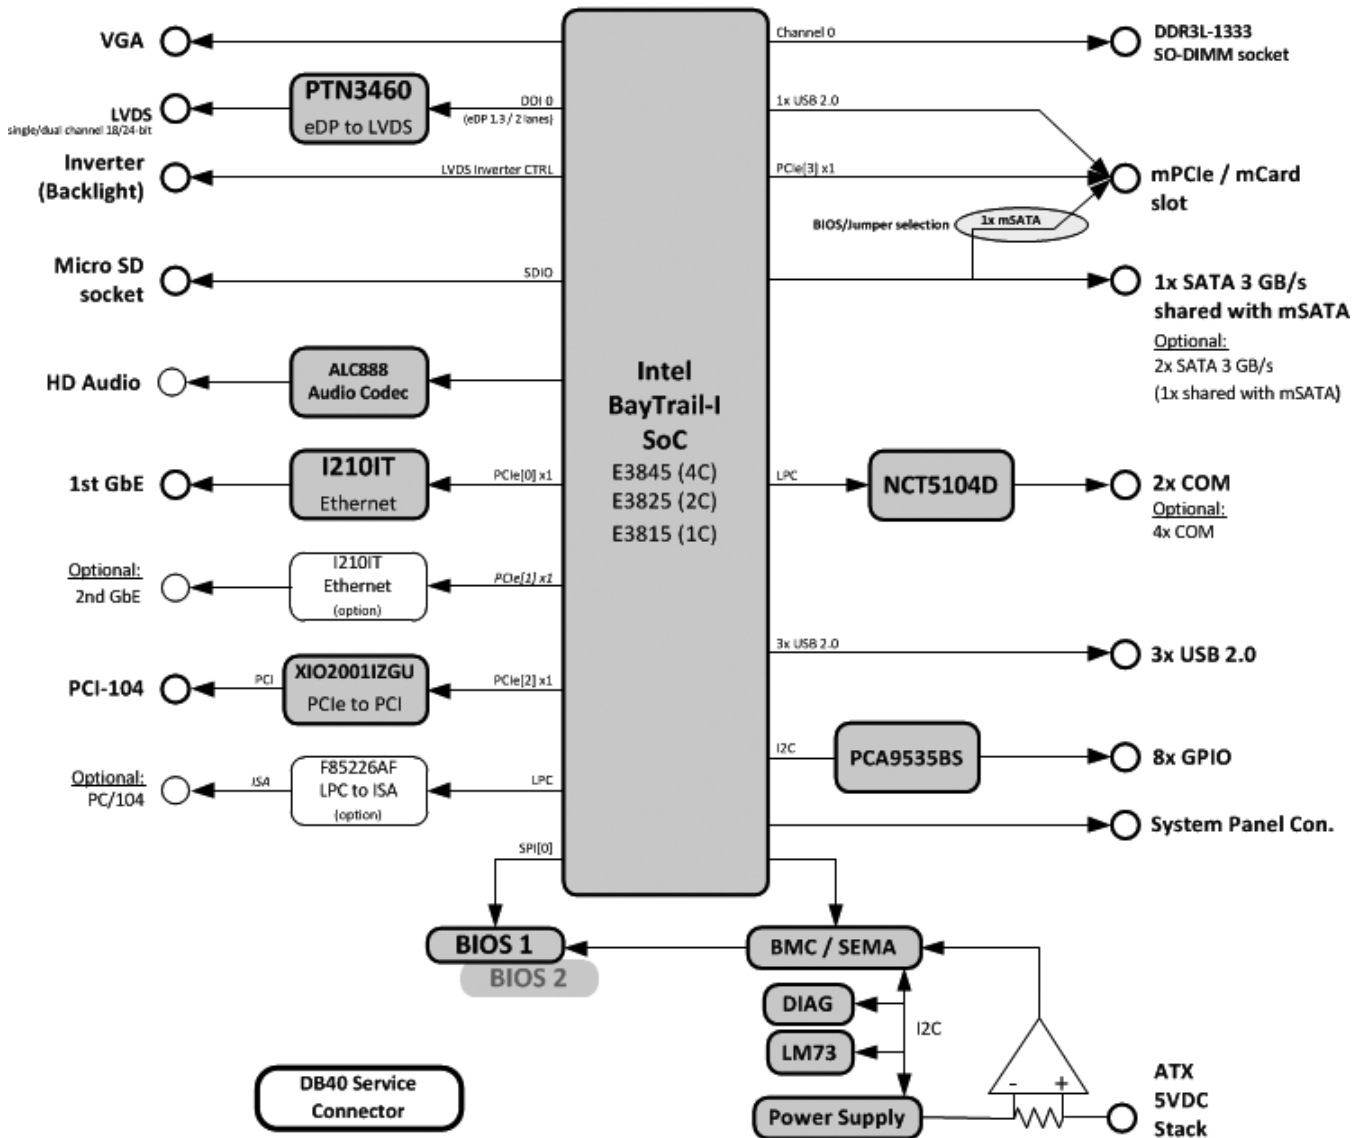 VGA
LVDS
single/dual channel 18/24-bit
Inverter
(Backlight)
Micro SD
socket
HD Audio
1st GbE
Optional:
2nd GbE
PCI-104
Optional:
PC/104
PTN3460
eDP to LVDS
DDI 0
(eDP 1.3 / 2 lanes)
LVDS Inverter CTRL
SDIO
ALC888
Audio Codec
I210IT
Ethernet
PCIe[0] x1
I210IT
Ethernet
(option)
PCIe[1] x1
PCI
XIO2001IZGU
PCIe to PCI
PCIe[2] x1
ISA
F85226AF
LPC to ISA
(option)
LPC
SPI[0]
Intel
BayTrail-I
SoC
E3845 (4C)
E3825 (2C)
E3815 (1C)
Channel 0
DDR3L-1333
SO-DIMM socket
1x USB 2.0
PCIe[3] x1
mPCIe / mCard
slot
BIOS/Jumper selection
1x mSATA
1x SATA 3 GB/s
shared with mSATA
Optional:
2x SATA 3 GB/s
(1x shared with mSATA)
LPC
NCT5104D
2x COM
Optional:
4x COM
3x USB 2.0
3x USB 2.0
I2C
PCA9535BS
8x GPIO
System Panel Con.
BIOS 1
BIOS 2
BMC / SEMA
DIAG
LM73
I2C
Power Supply
- +
ATX
5VDC
Stack
DB40 Service
Connector